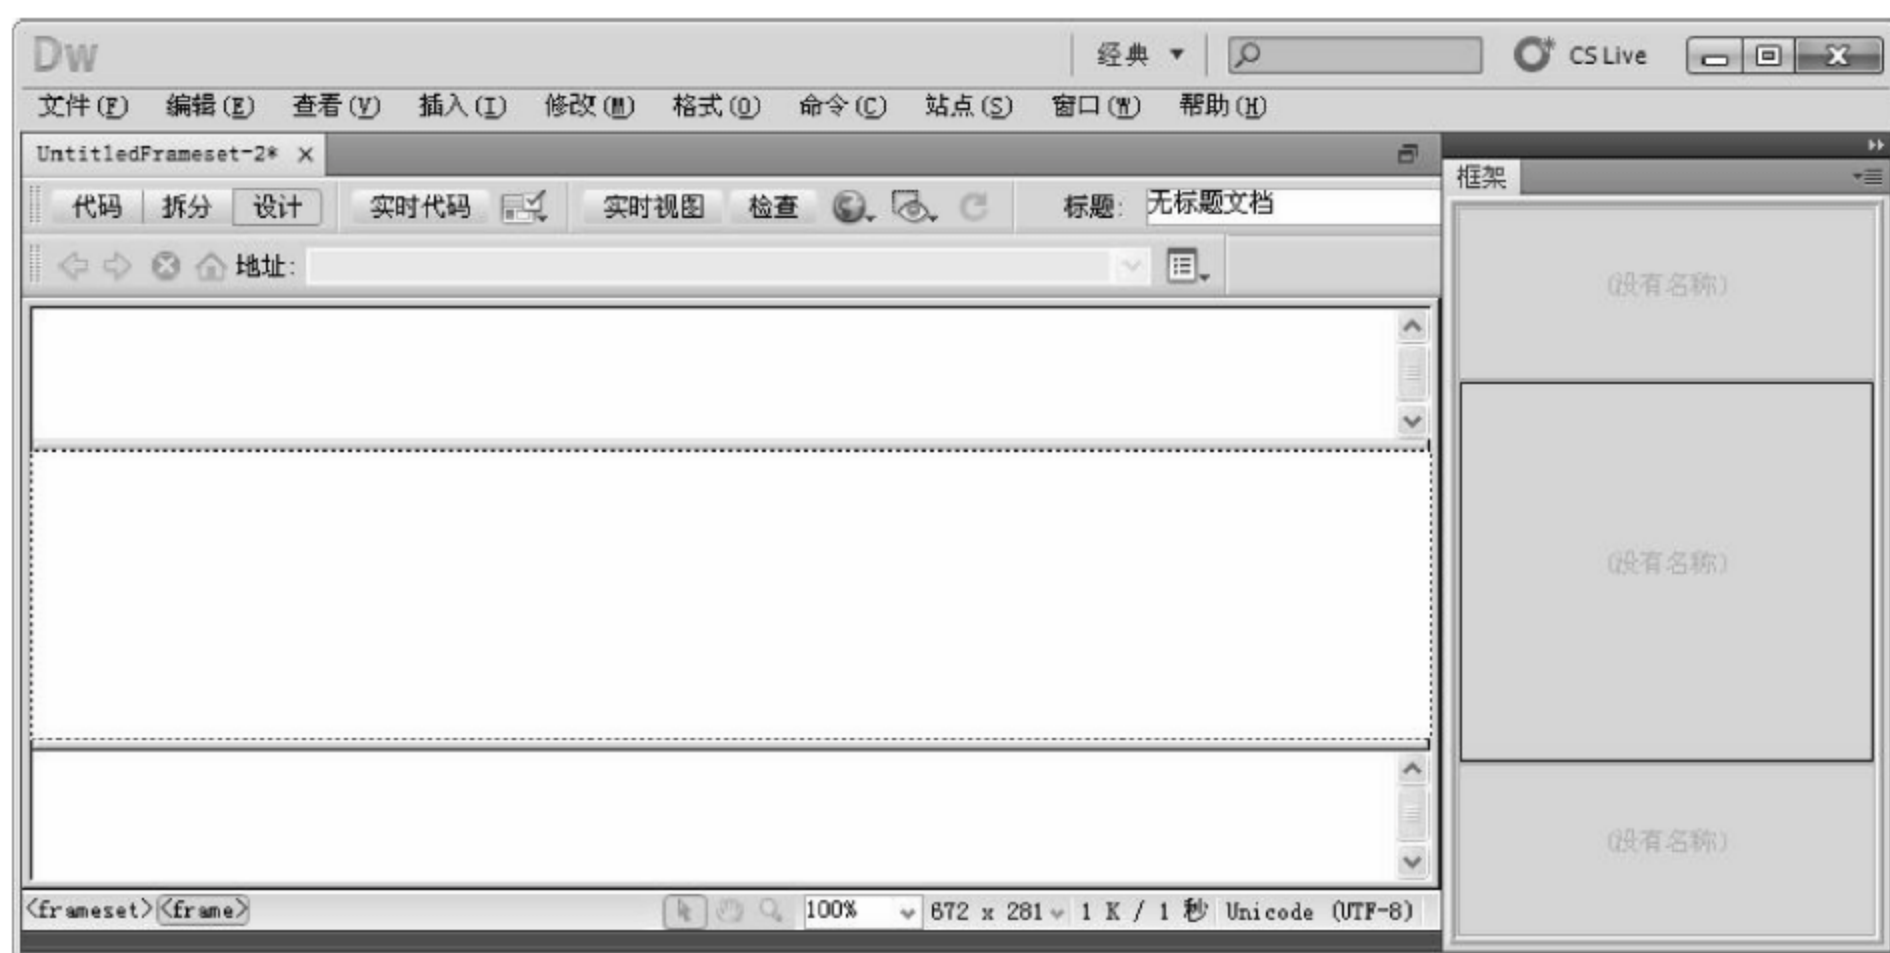 Dw 经典 CS Live
文件(F) 编辑(E) 查看(V) 插入(I) 修改(M) 格式(O) 命令(C) 站点(S) 窗口(W) 帮助(H)
UntitledFrameset-2* X
框架
代码 拆分 设计 实时代码 实时视图 检查 标题: 无标题文档
地址:
(没有名称)
(没有名称)
(没有名称)
<frameset><frame> 100% 672 x 281 1 K / 1 秒 Unicode (UTF-8)